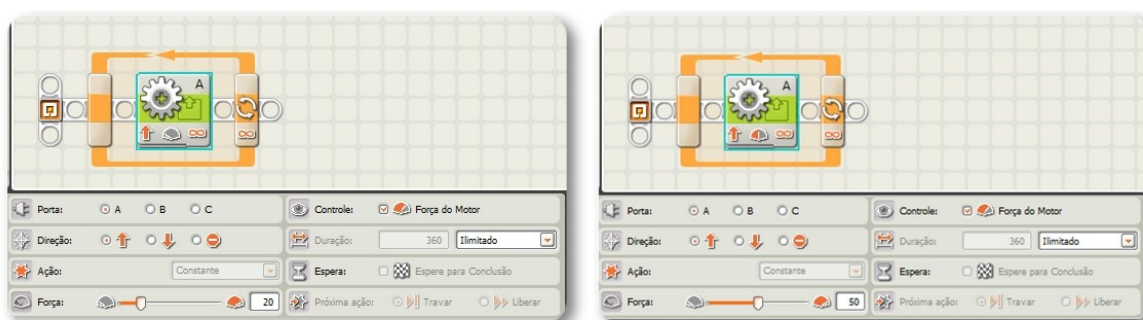 A
Porta: A B C Controle: Força do Motor
Direção: Duração: 360 Ilimitado
Ação: Constante Espera: Espere para Conclusão
Força: 20 Próxima ação: Travar Liberar
A
Porta: A B C Controle: Força do Motor
Direção: Duração: 360 Ilimitado
Ação: Constante Espera: Espere para Conclusão
Força: 50 Próxima ação: Travar Liberar